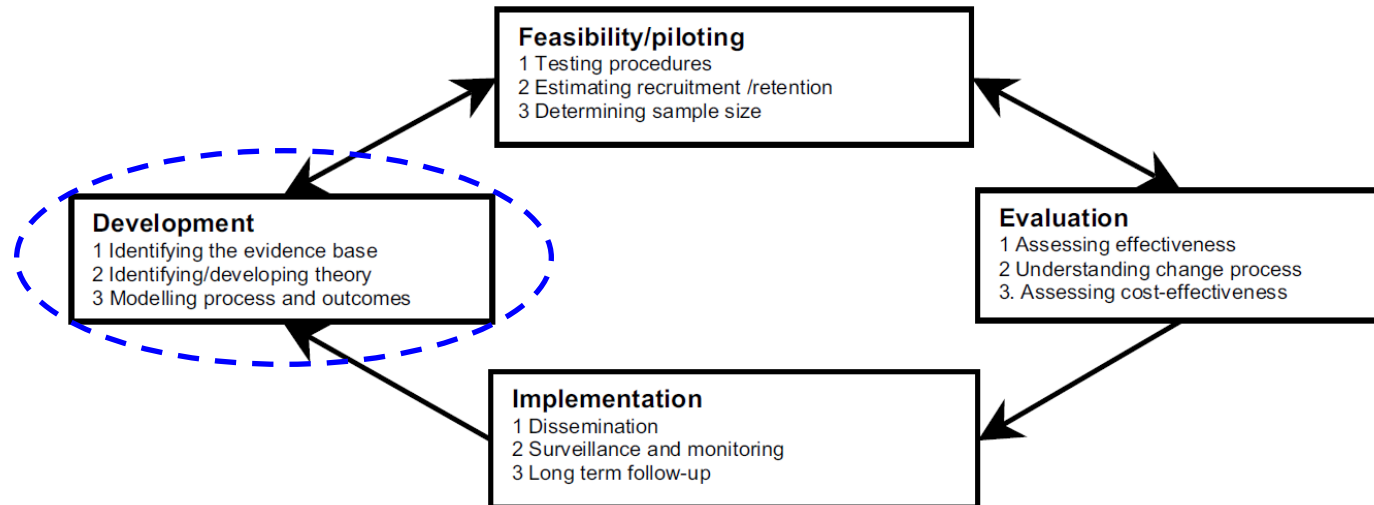 Feasibility/piloting
1 Testing procedures
2 Estimating recruitment /retention
3 Determining sample size
Development
1 Identifying the evidence base
2 Identifying/developing theory
3 Modelling process and outcomes
Evaluation
1 Assessing effectiveness
2 Understanding change process
3. Assessing cost-effectiveness
Implementation
1 Dissemination
2 Surveillance and monitoring
3 Long term follow-up